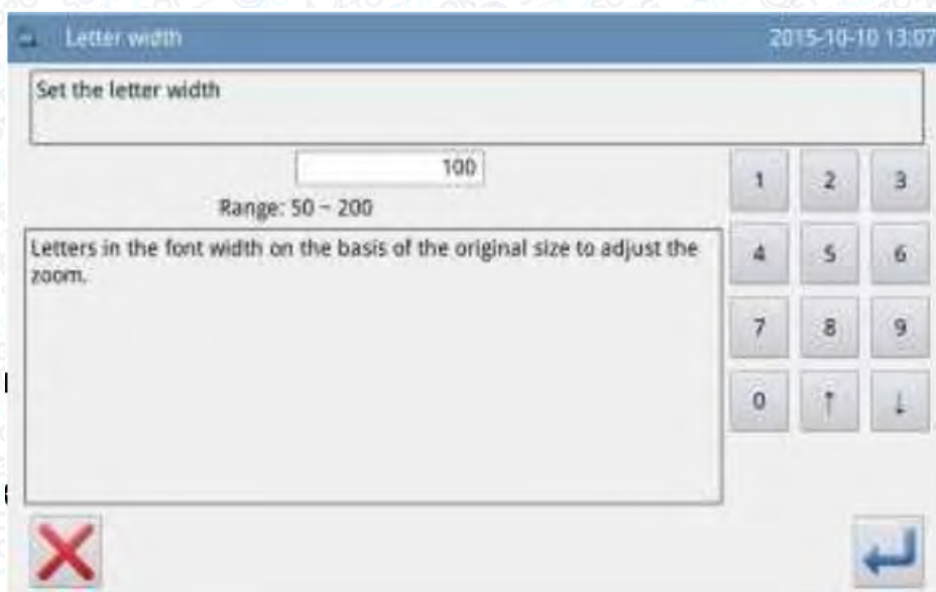 Letter width
2015-10-10 13:07
Set the letter width
100
Range: 50 ~ 200
Letters in the font width on the basis of the original size to adjust the
zoom.
1 2 3
4 5 6
7 8 9
0 ↑ ↓